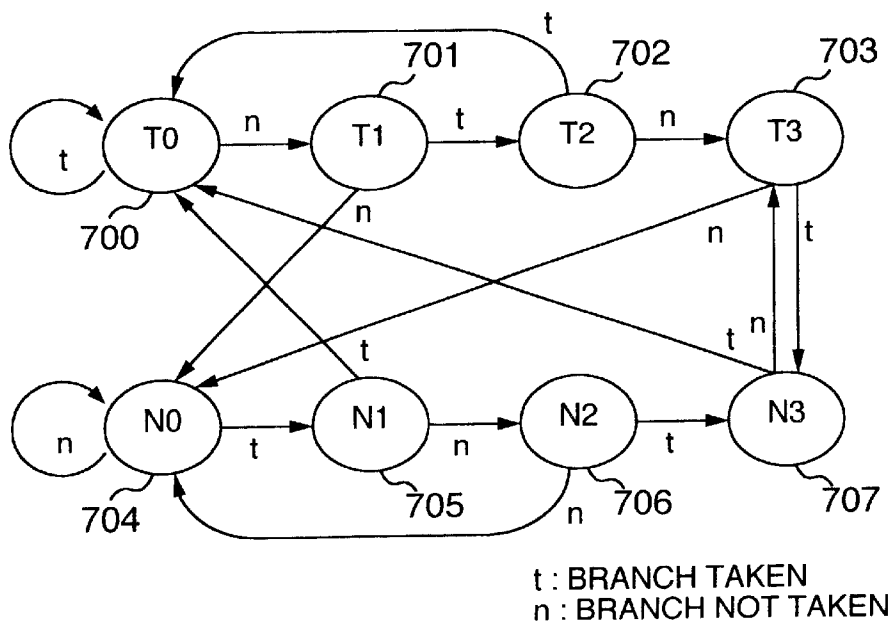 t
701
702
703
T0
n
T1
t
T2
n
T3
t
700
n
n
t
t
t
n
N0
t
N1
n
N2
t
N3
n
704
705
n
706
707
t : BRANCH TAKEN
n : BRANCH NOT TAKEN